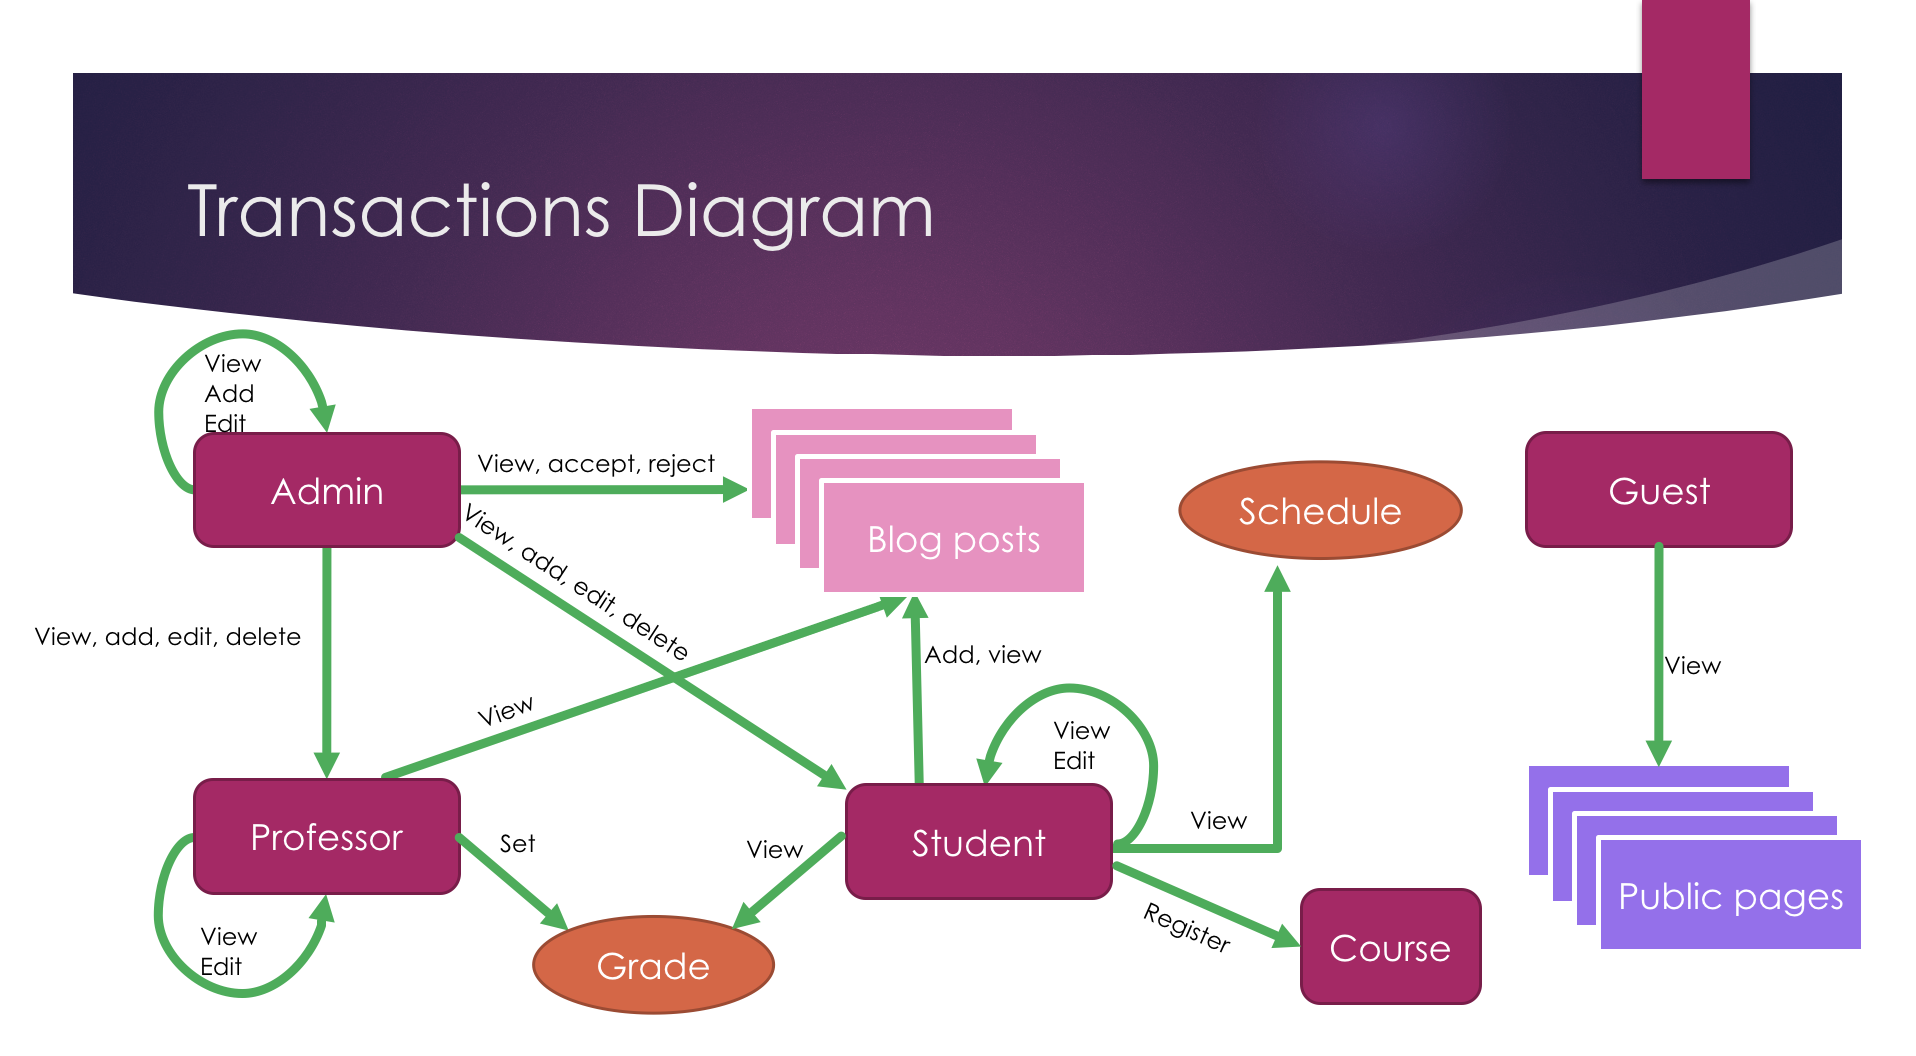 Transactions Diagram
View
Add
Edit
Admin
View, accept, reject
Blog posts
Schedule
Guest
View, add, edit, delete
View, add, edit, delete
View
Add, view
View
Edit
View
View
Professor
Set
View
Student
Register
Course
Public pages
View
Edit
Grade